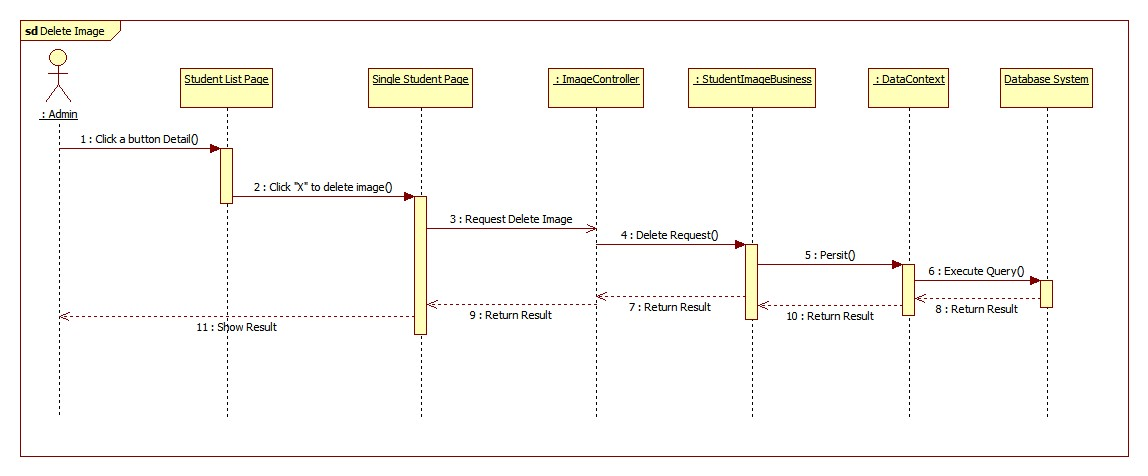 sd Delete Image
: Admin
Student List Page
Single Student Page
: ImageController
: StudentImageBusiness
: DataContext
Database System
1 : Click a button Detail()
2 : Click "X" to delete image()
3 : Request Delete Image
4 : Delete Request()
5 : Persit()
6 : Execute Query()
7 : Return Result
8 : Return Result
9 : Return Result
10 : Return Result
11 : Show Result